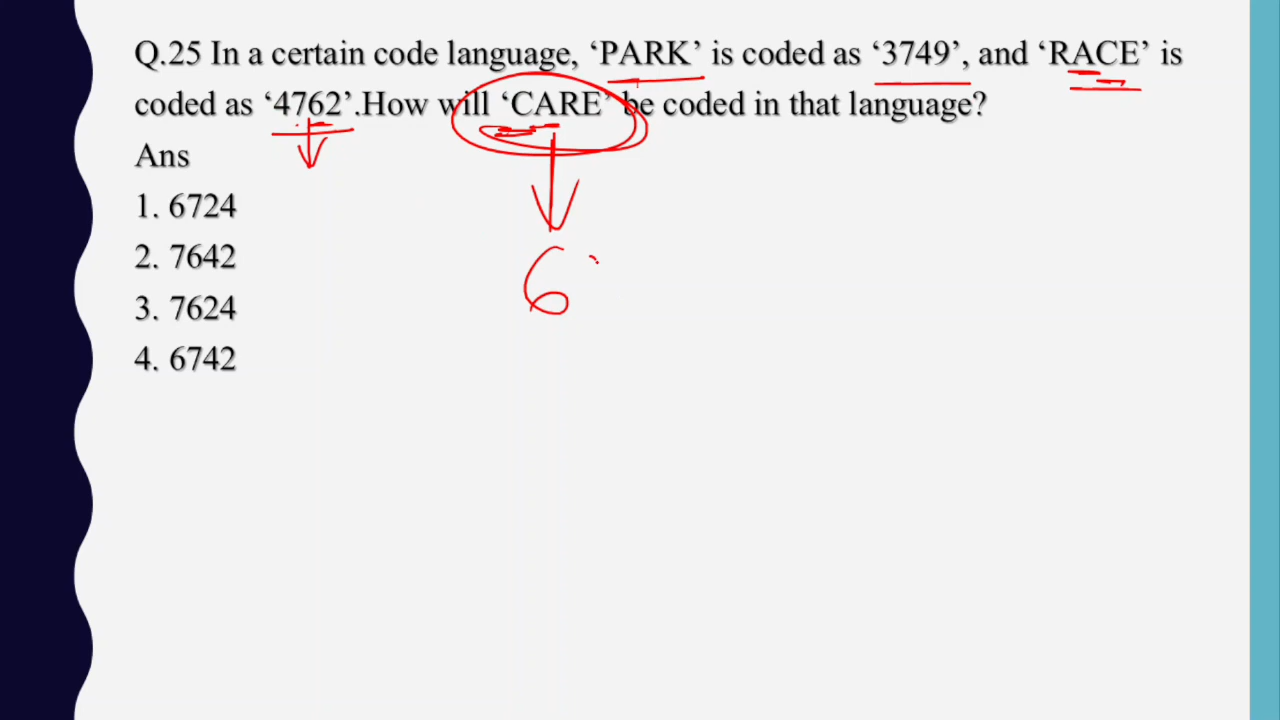 Q.25 In a certain code language, ‘PARK’ is coded as ‘3749’, and ‘RACE’ is
coded as ‘4762’.How will ‘CARE’ be coded in that language?
Ans
1. 6724
2. 7642
3. 7624
4. 6742
6